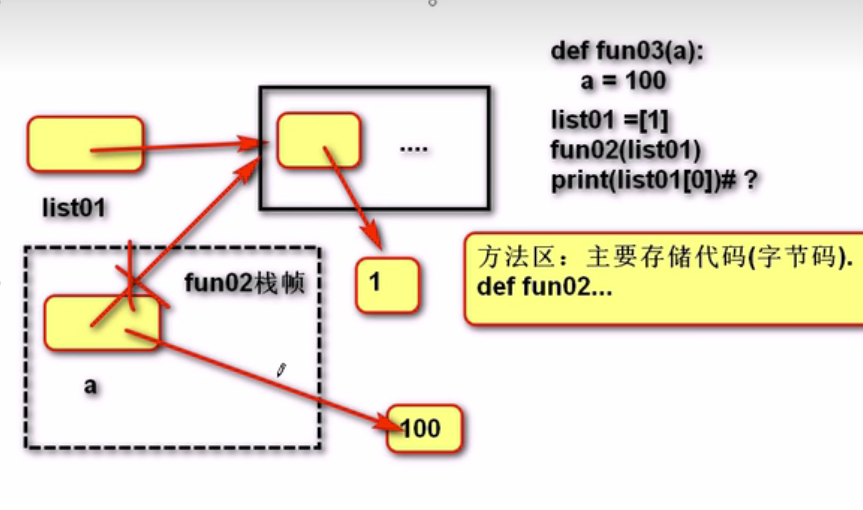 def fun03(a):
a = 100
list01 =[1]
fun02(list01)
print(list01[0])# ?
....
list01
fun02栈帧
1
方法区：主要存储代码(字节码).
def fun02...
a
100